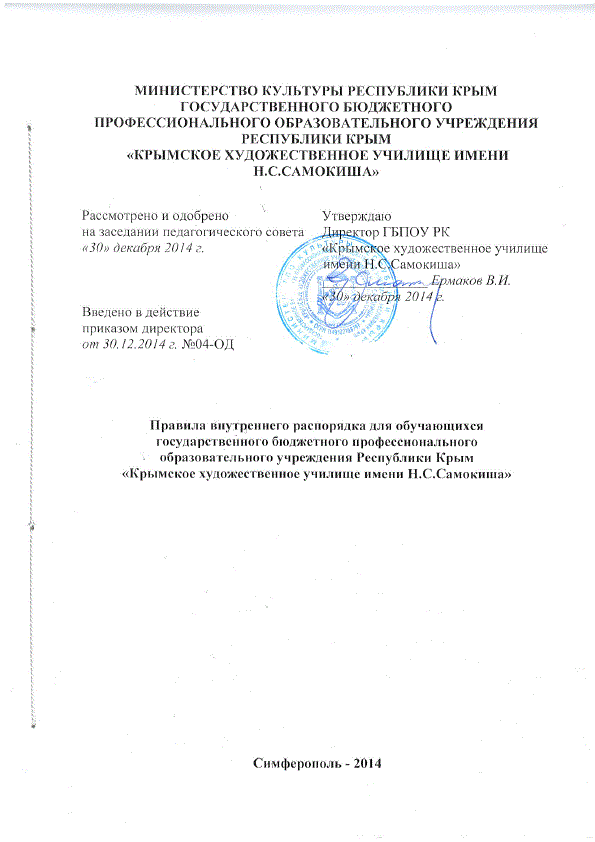 МИНИСТЕРСТВО КУЛЬТУРЫ РЕСПУБЛИКИ КРЫМ
ГОСУДАРСТВЕННОГО БЮДЖЕТНОГО
ПРОФЕССИОНАЛЬНОГО ОБРАЗОВАТЕЛЬНОГО УЧРЕЖДЕНИЯ
РЕСПУБЛИКИ КРЫМ
«КРЫМСКОЕ ХУДОЖЕСТВЕННОЕ УЧИЛИЩЕ ИМЕНИ
Н.С.САМОКИША»
Рассмотрено и одобрено
на заседании педагогического совета
«30» декабря 2014 г.
Утверждаю
Директор ГБПОУ РК
«Крымское художественное училище
имени Н.С.Самокиша»
Ермаков В.И.
«30» декабря 2014 г.
Введено в действие
приказом директора
от 30.12.2014 г. №04-ОД
Правила внутреннего распорядка для обучающихся
государственного бюджетного профессионального
образовательного учреждения Республики Крым
«Крымское художественное училище имени Н.С.Самокиша»
Симферополь - 2014